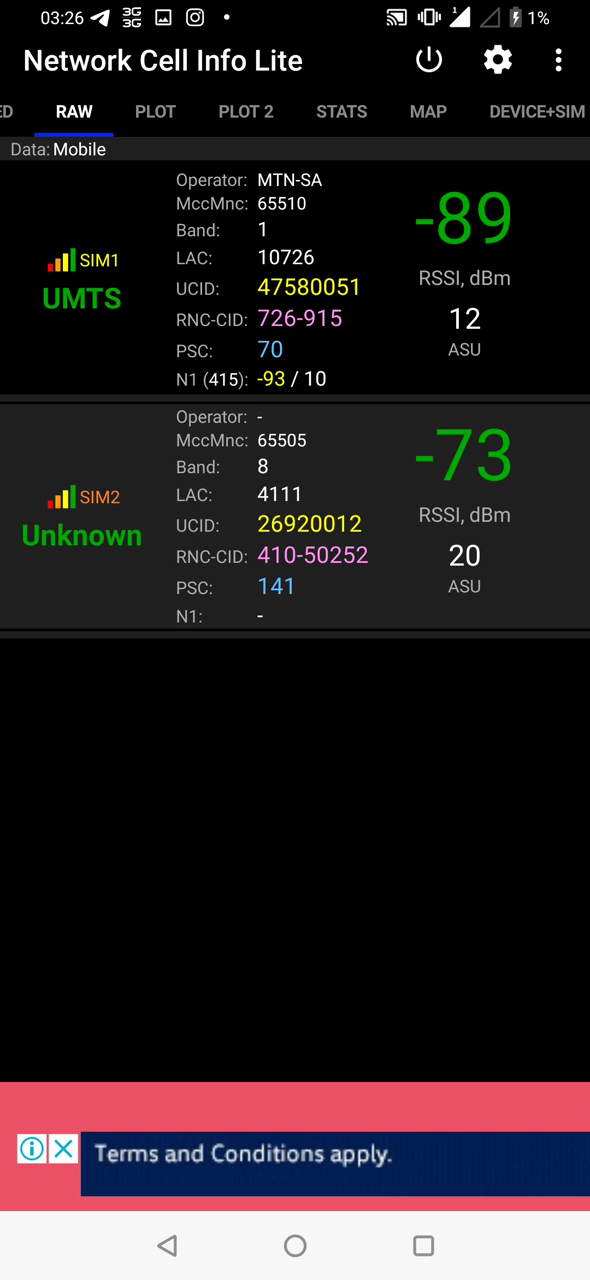 03:26 3G 3G 1 1%
Network Cell Info Lite
ED RAW PLOT PLOT 2 STATS MAP DEVICE+SIM
Data: Mobile
SIM1
UMTS
Operator: MTN-SA
MccMnc: 65510
Band: 1
LAC: 10726
UCID: 47580051
RNC-CID: 726-915
PSC: 70
N1 (415): -93 / 10
-89
RSSI, dBm
12
ASU
SIM2
Unknown
Operator: -
MccMnc: 65505
Band: 8
LAC: 4111
UCID: 26920012
RNC-CID: 410-50252
PSC: 141
N1: -
-73
RSSI, dBm
20
ASU
Terms and Conditions apply.